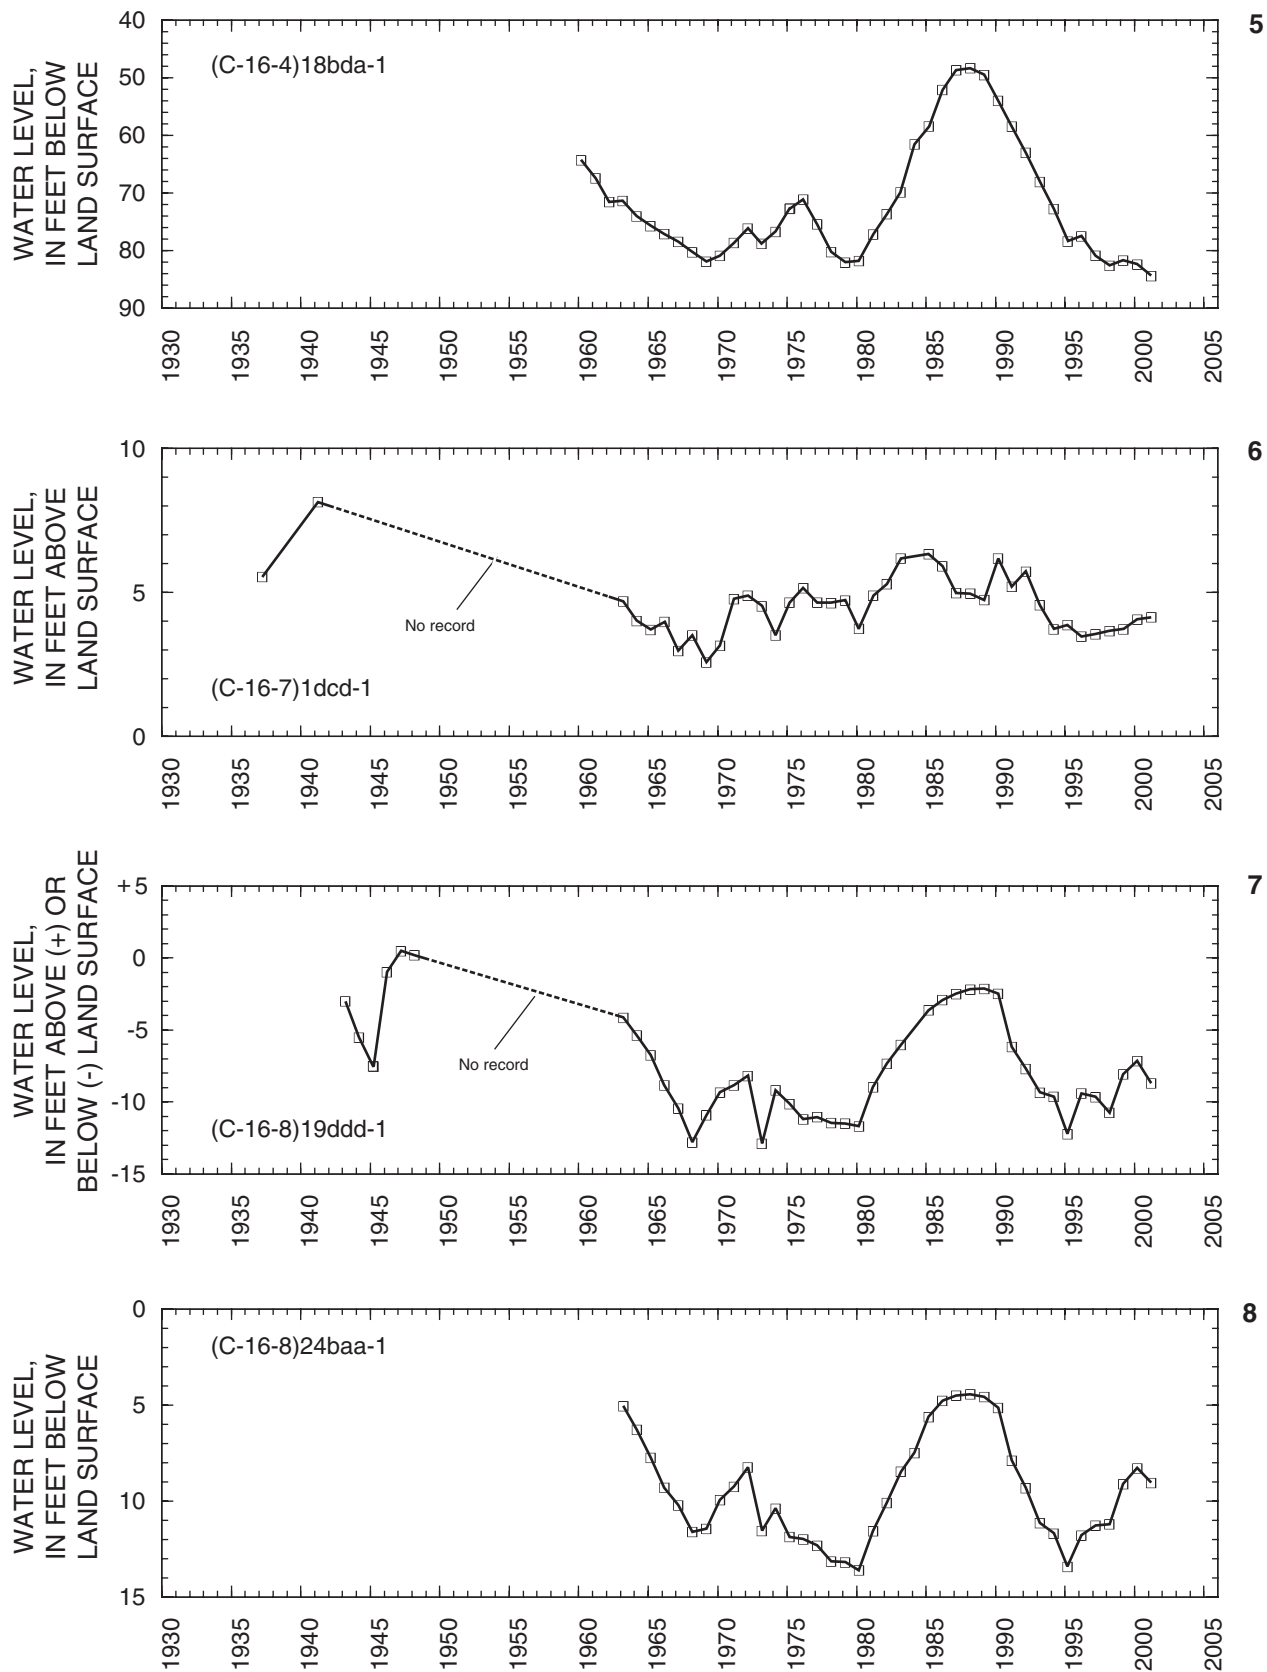 5
WATER LEVEL,
IN FEET BELOW
LAND SURFACE
40
50
60
70
80
90
(C-16-4)18bda-1
1930 1935 1940 1945 1950 1955 1960 1965 1970 1975 1980 1985 1990 1995 2000 2005
6
WATER LEVEL,
IN FEET ABOVE
LAND SURFACE
10
5
0
No record
(C-16-7)1dcd-1
1930 1935 1940 1945 1950 1955 1960 1965 1970 1975 1980 1985 1990 1995 2000 2005
7
WATER LEVEL,
IN FEET ABOVE (+) OR
BELOW (-) LAND SURFACE
+5
0
-5
-10
-15
No record
(C-16-8)19ddd-1
1930 1935 1940 1945 1950 1955 1960 1965 1970 1975 1980 1985 1990 1995 2000 2005
8
WATER LEVEL,
IN FEET BELOW
LAND SURFACE
0
5
10
15
(C-16-8)24baa-1
1930 1935 1940 1945 1950 1955 1960 1965 1970 1975 1980 1985 1990 1995 2000 2005